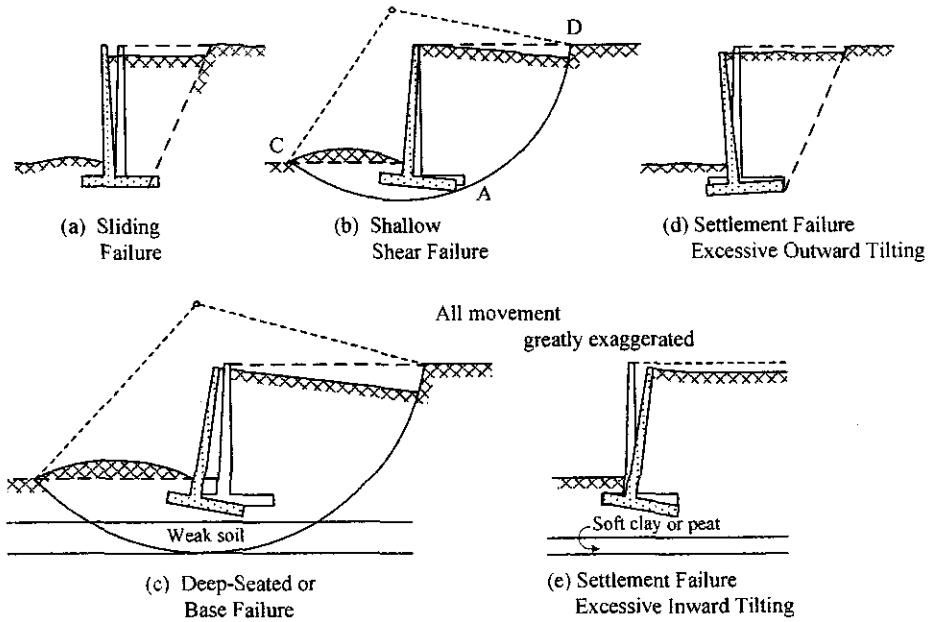 D
C
A
(a) Sliding
Failure
(b) Shallow
Shear Failure
(d) Settlement Failure
Excessive Outward Tilting
All movement
greatly exaggerated
Weak soil
Soft clay or peat
(c) Deep-Seated or
Base Failure
(e) Settlement Failure
Excessive Inward Tilting